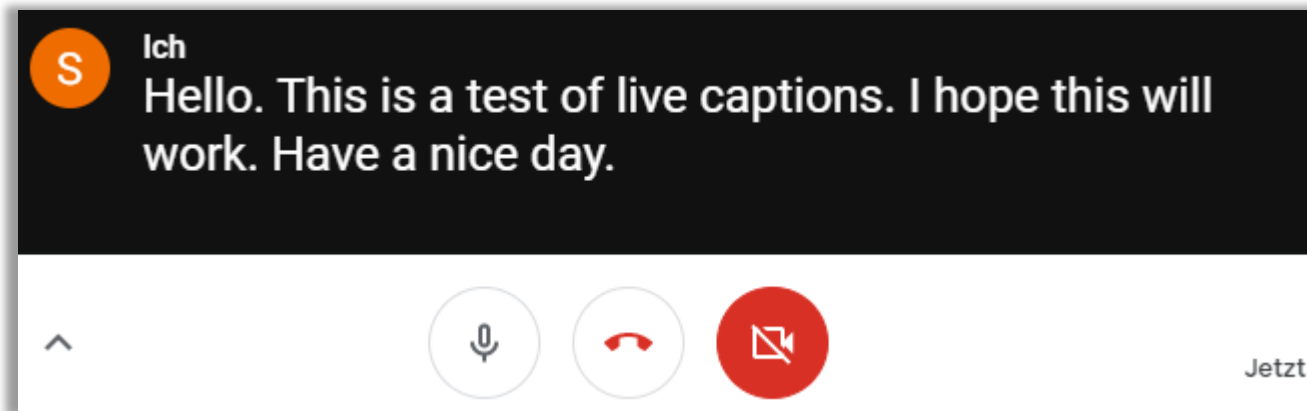 S
Ich
Hello. This is a test of live captions. I hope this will
work. Have a nice day.
Jetzt